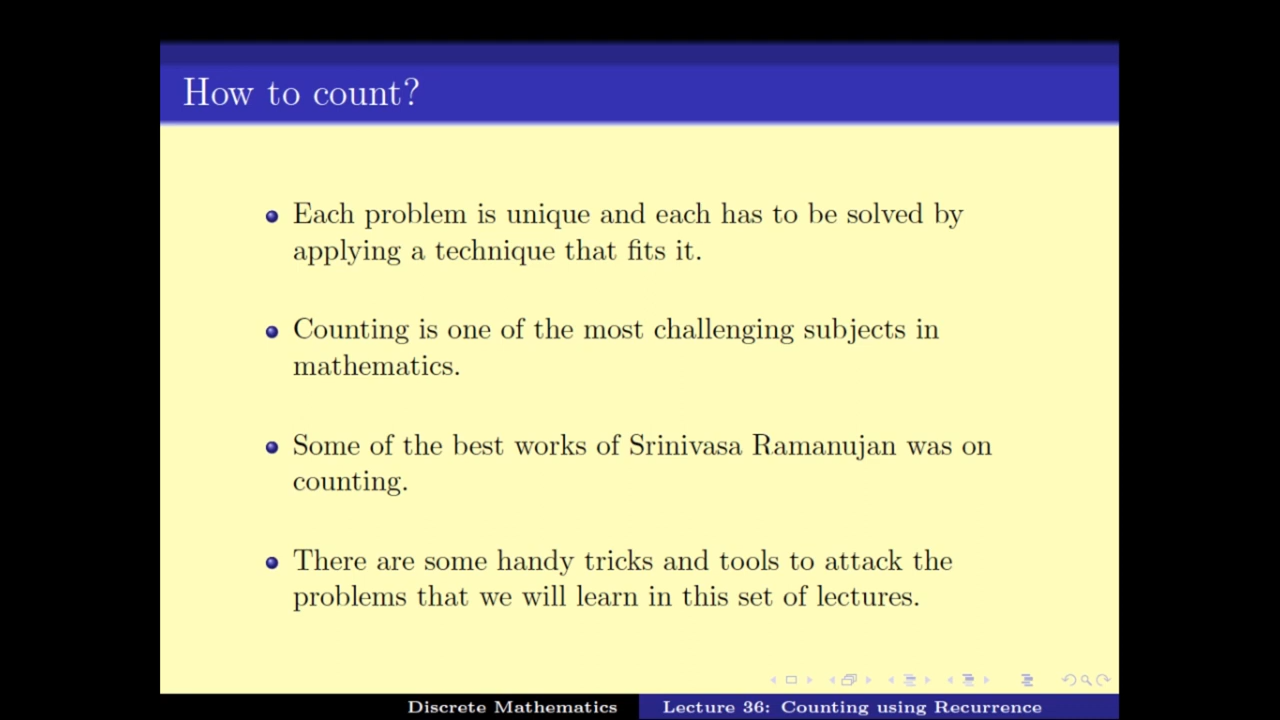 How to count?
Each problem is unique and each has to be solved by
applying a technique that fits it.
Counting is one of the most challenging subjects in
mathematics.
Some of the best works of Srinivasa Ramanujan was on
counting.
There are some handy tricks and tools to attack the
problems that we will learn in this set of lectures.
Discrete Mathematics
Lecture 36: Counting using Recurrence